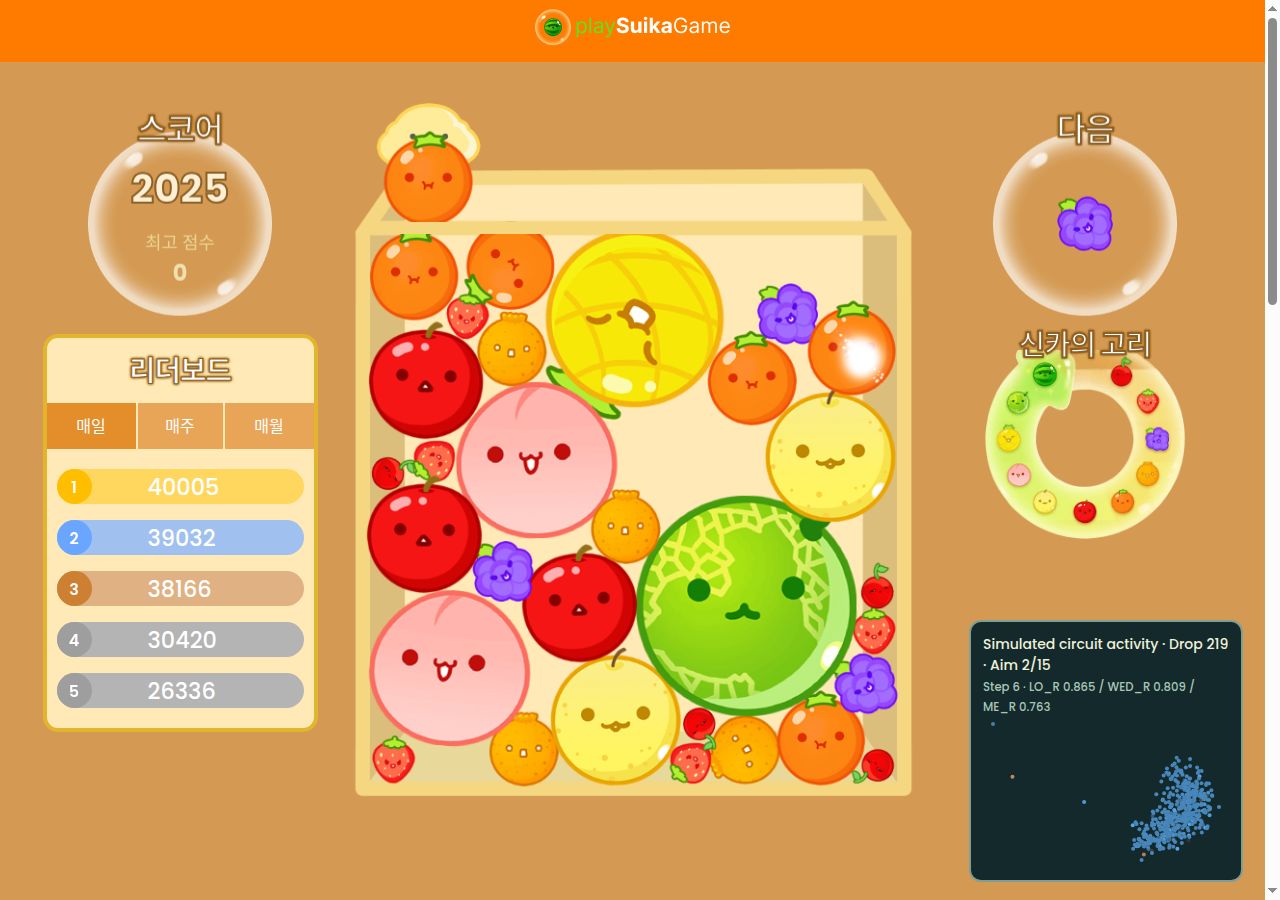 playSuikaGame
스코어
2025
최고 점수
0
다음
신카의 고리
리더보드
매일
매주
매월
1 40005
2 39032
3 38166
4 30420
5 26336
Simulated circuit activity · Drop 219
· Aim 2/15
Step 6 · LO_R 0.865 / WED_R 0.809 /
ME_R 0.763